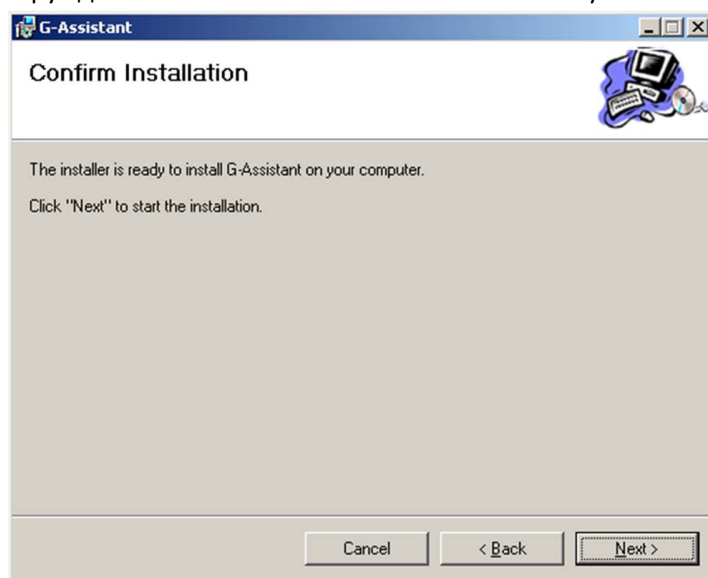 G-Assistant
Confirm Installation
The installer is ready to install G-Assistant on your computer.
Click "Next" to start the installation.
Cancel
< Back
Next >